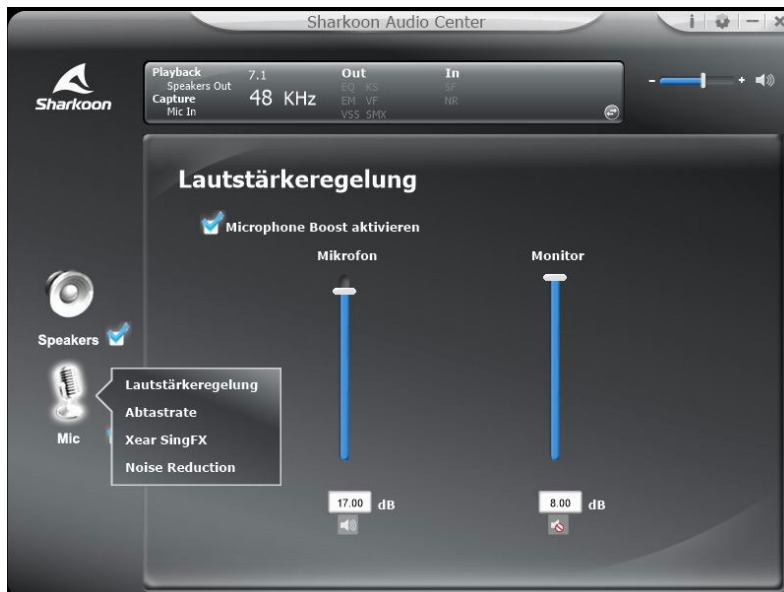 Sharkoon Audio Center
Sharkoon
Playback 7.1
Speakers Out
Capture 48 KHz
Mic In
Out In
EQ KS SF
EM VF NR
VSS SMX
- +
Lautstärkeregelung
Microphone Boost aktivieren
Mikrofon Monitor
Speakers
Mic
Lautstärkeregelung
Abtastrate
Xear SingFX
Noise Reduction
17.00 dB 8.00 dB